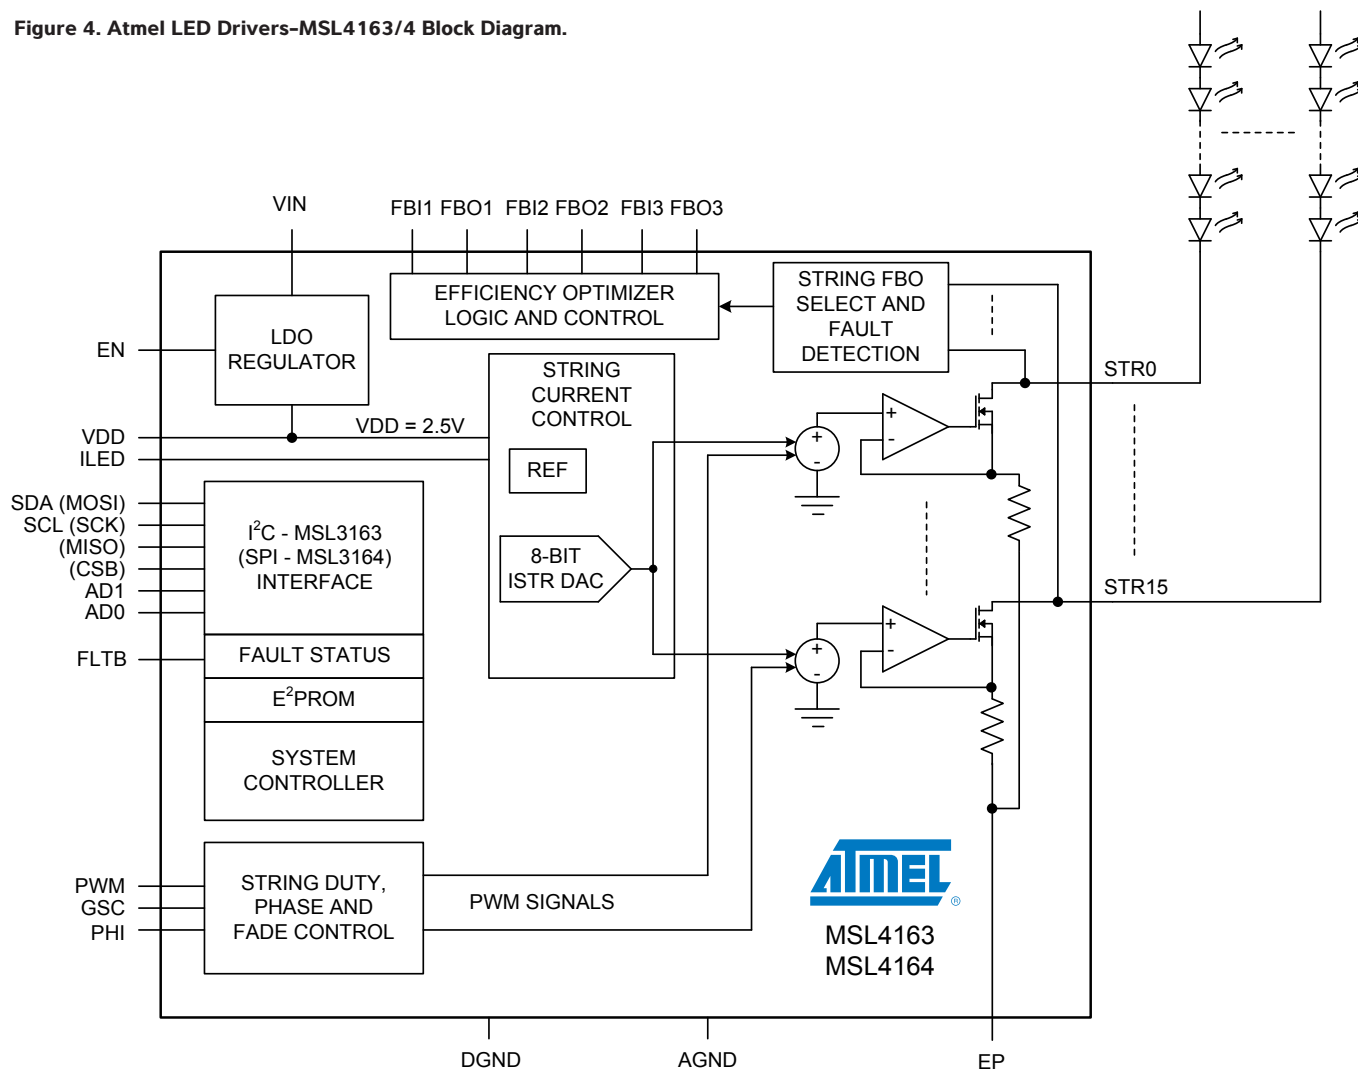 Figure 4. Atmel LED Drivers–MSL4163/4 Block Diagram.
VIN
FBI1 FBO1 FBI2 FBO2 FBI3 FBO3
EFFICIENCY OPTIMIZER
LOGIC AND CONTROL
STRING FBO
SELECT AND
FAULT
DETECTION
LDO
REGULATOR
EN
STRING
CURRENT
CONTROL
STR0
VDD
VDD = 2.5V
ILED
REF
+
-
+
-
SDA (MOSI)
SCL (SCK)
(MISO)
(CSB)
AD1
AD0
I²C - MSL3163
(SPI - MSL3164)
INTERFACE
8-BIT
ISTR DAC
STR15
+
-
+
-
FLTB
FAULT STATUS
E²PROM
SYSTEM
CONTROLLER
PWM
GSC
PHI
STRING DUTY,
PHASE AND
FADE CONTROL
PWM SIGNALS
ATMEL
®
MSL4163
MSL4164
DGND
AGND
EP